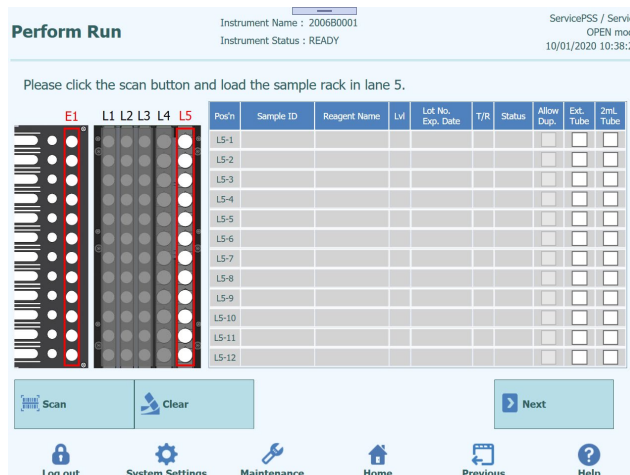 Perform Run
Instrument Name : 2006B0001
Instrument Status : READY
ServicePSS / Servi
OPEN mo
10/01/2020 10:38:
Please click the scan button and load the sample rack in lane 5.
E1 L1 L2 L3 L4 L5
Pos'n Sample ID Reagent Name Lvl Lot No. Exp. Date T/R Status Allow Dup. Ext. Tube 2mL Tube
L5-1
L5-2
L5-3
L5-4
L5-5
L5-6
L5-7
L5-8
L5-9
L5-10
L5-11
L5-12
Scan Clear Next
Log out System Settings Maintenance Home Previous Help